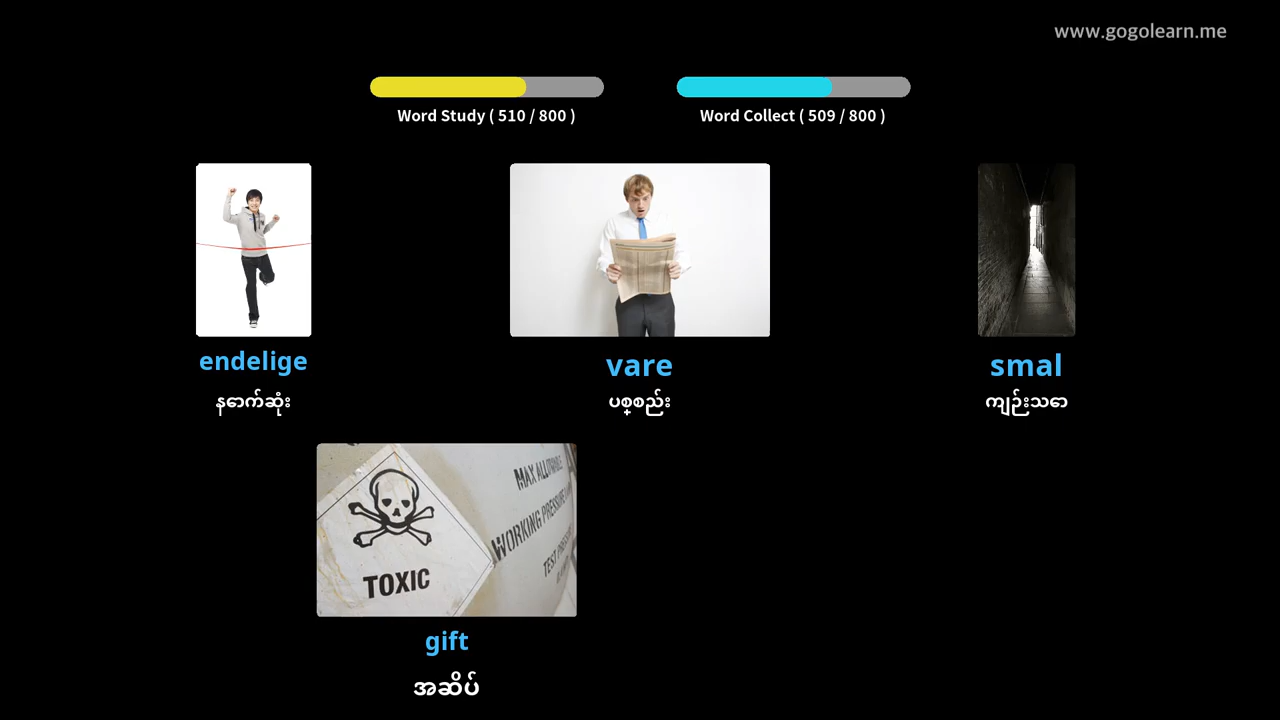 www.gogolearn.me
Word Study ( 510 / 800 )
Word Collect ( 509 / 800 )
endelige
vare
smal
နောက်ဆုံး
ပစ္စည်း
ကျဉ်းသော
MAX ALLOWABLE
WORKING PRESSURE
TOXIC
gift
အဆိပ်